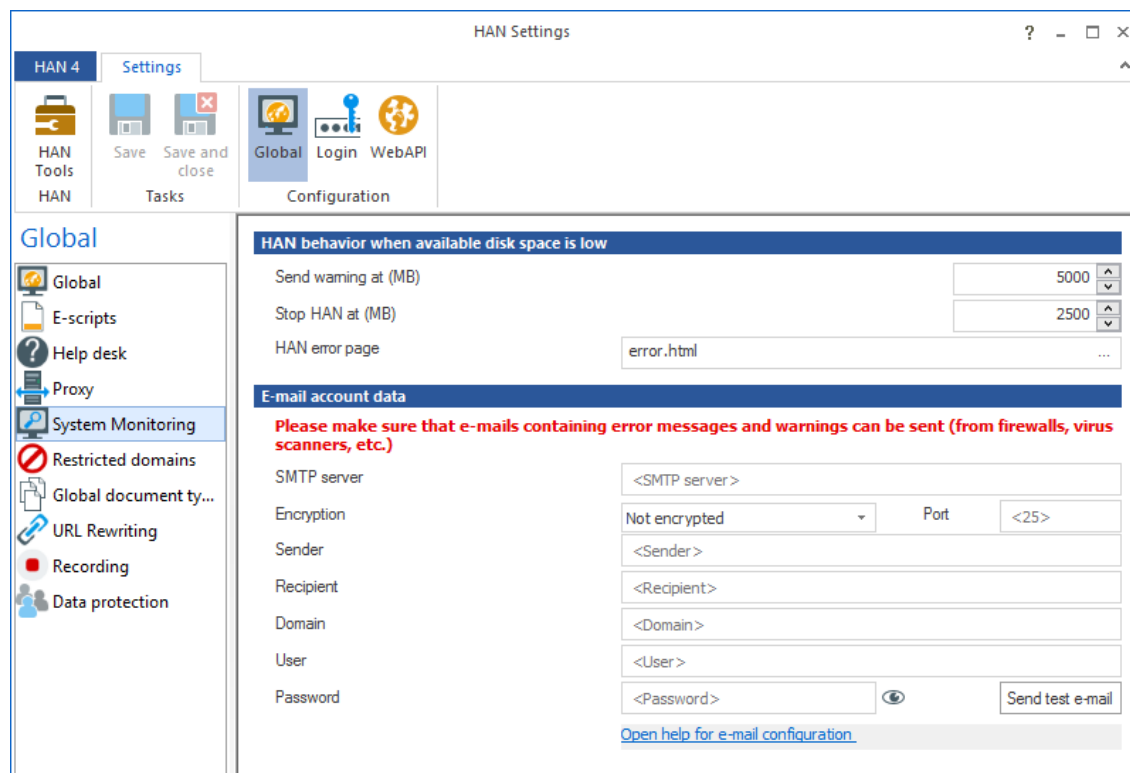 HAN Settings
?
HAN 4 Settings
HAN Tools
Save
Save and close
Global
Login
WebAPI
HAN
Tasks
Configuration
Global
Global
E-scripts
Help desk
Proxy
System Monitoring
Restricted domains
Global document ty...
URL Rewriting
Recording
Data protection
HAN behavior when available disk space is low
Send warning at (MB) 5000
Stop HAN at (MB) 2500
HAN error page error.html ...
E-mail account data
Please make sure that e-mails containing error messages and warnings can be sent (from firewalls, virus
scanners, etc.)
SMTP server <SMTP server>
Encryption Not encrypted Port <25>
Sender <Sender>
Recipient <Recipient>
Domain <Domain>
User <User>
Password <Password> Send test e-mail
Open help for e-mail configuration